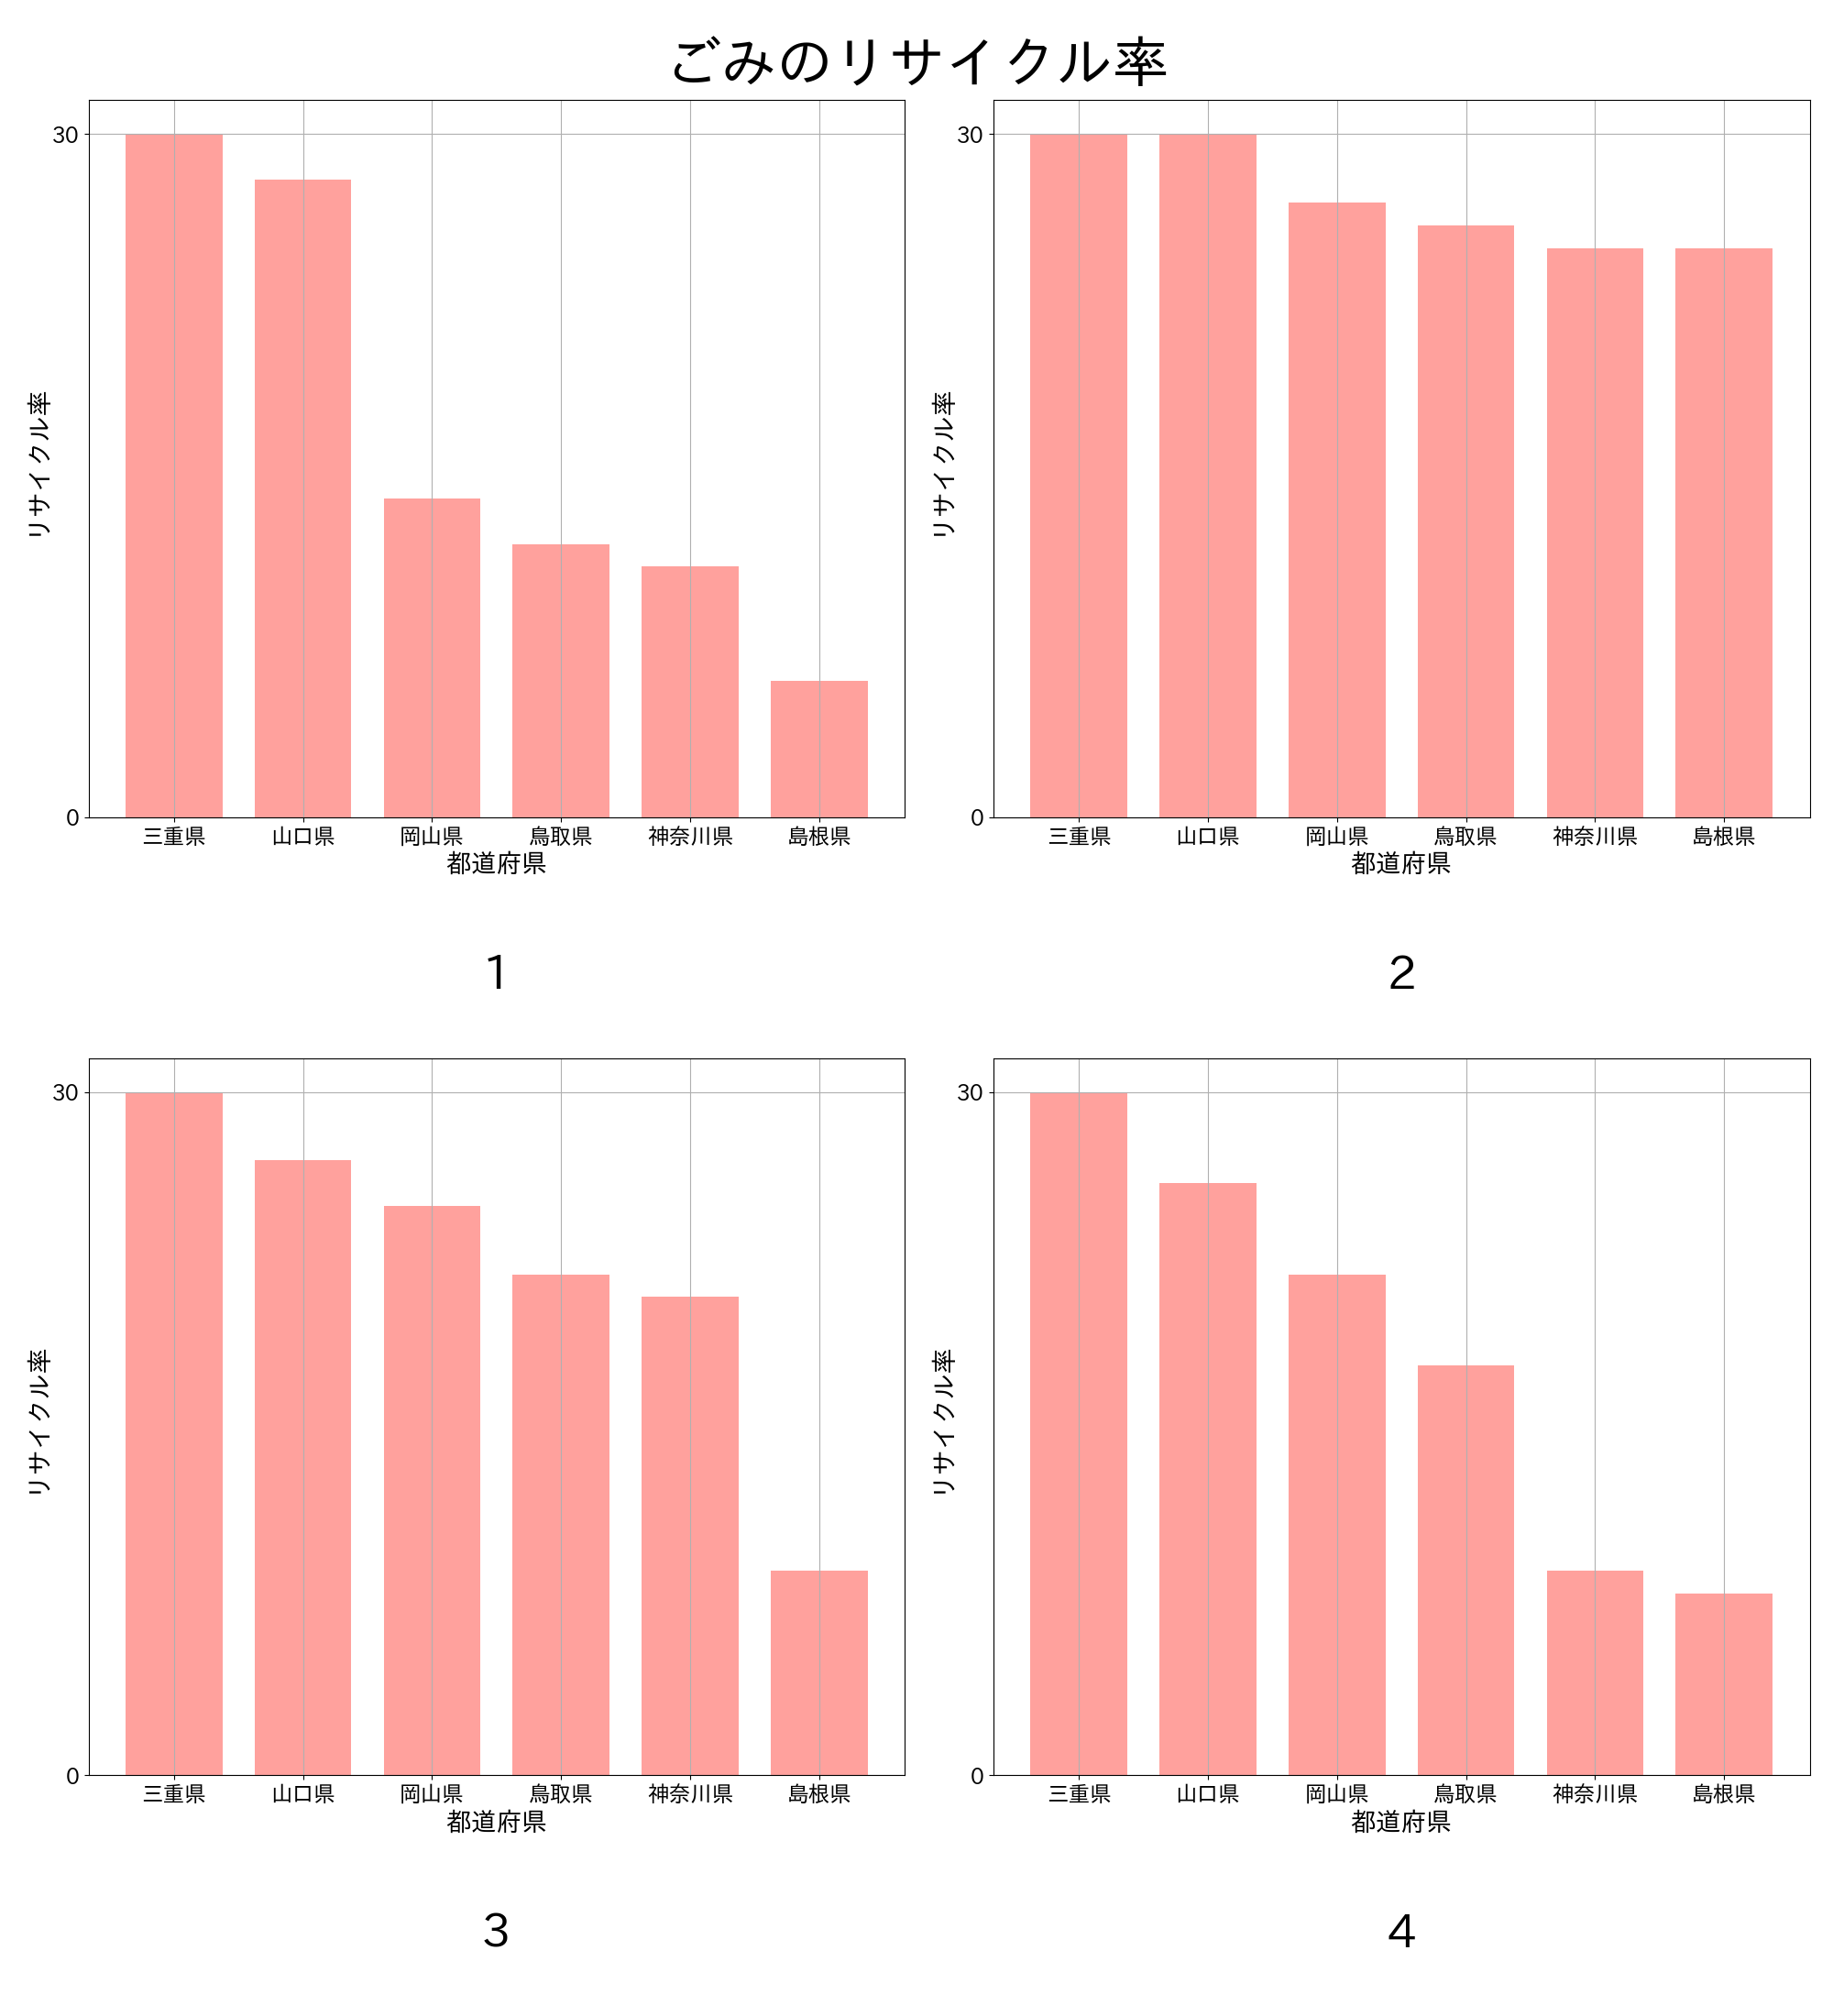 ごみのリサイクル率
30
0
リサイクル率
三重県 山口県 岡山県 鳥取県 神奈川県 島根県
都道府県
1
30
0
リサイクル率
三重県 山口県 岡山県 鳥取県 神奈川県 島根県
都道府県
2
30
0
リサイクル率
三重県 山口県 岡山県 鳥取県 神奈川県 島根県
都道府県
3
30
0
リサイクル率
三重県 山口県 岡山県 鳥取県 神奈川県 島根県
都道府県
4